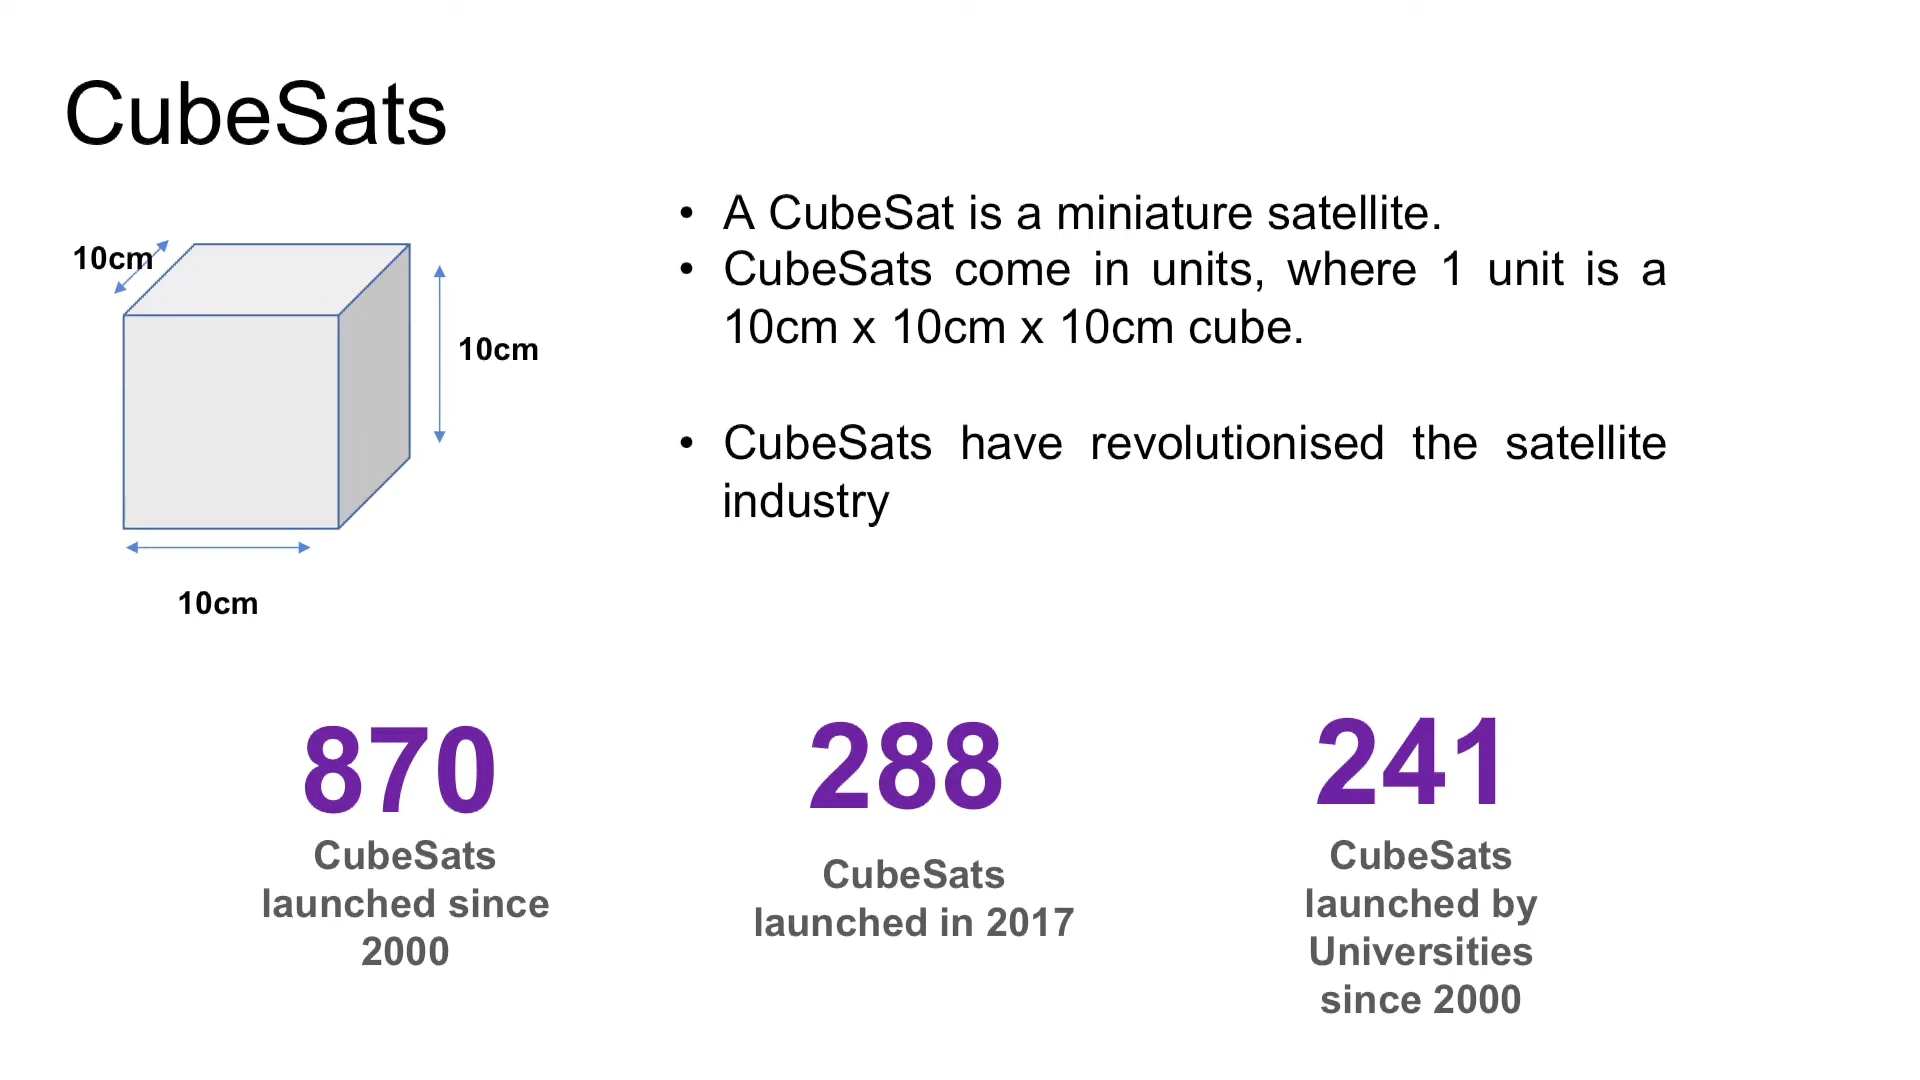 CubeSats
10cm
10cm
10cm
• A CubeSat is a miniature satellite.
• CubeSats come in units, where 1 unit is a
10cm x 10cm x 10cm cube.
• CubeSats have revolutionised the satellite
industry
870
CubeSats
launched since
2000
288
CubeSats
launched in 2017
241
CubeSats
launched by
Universities
since 2000